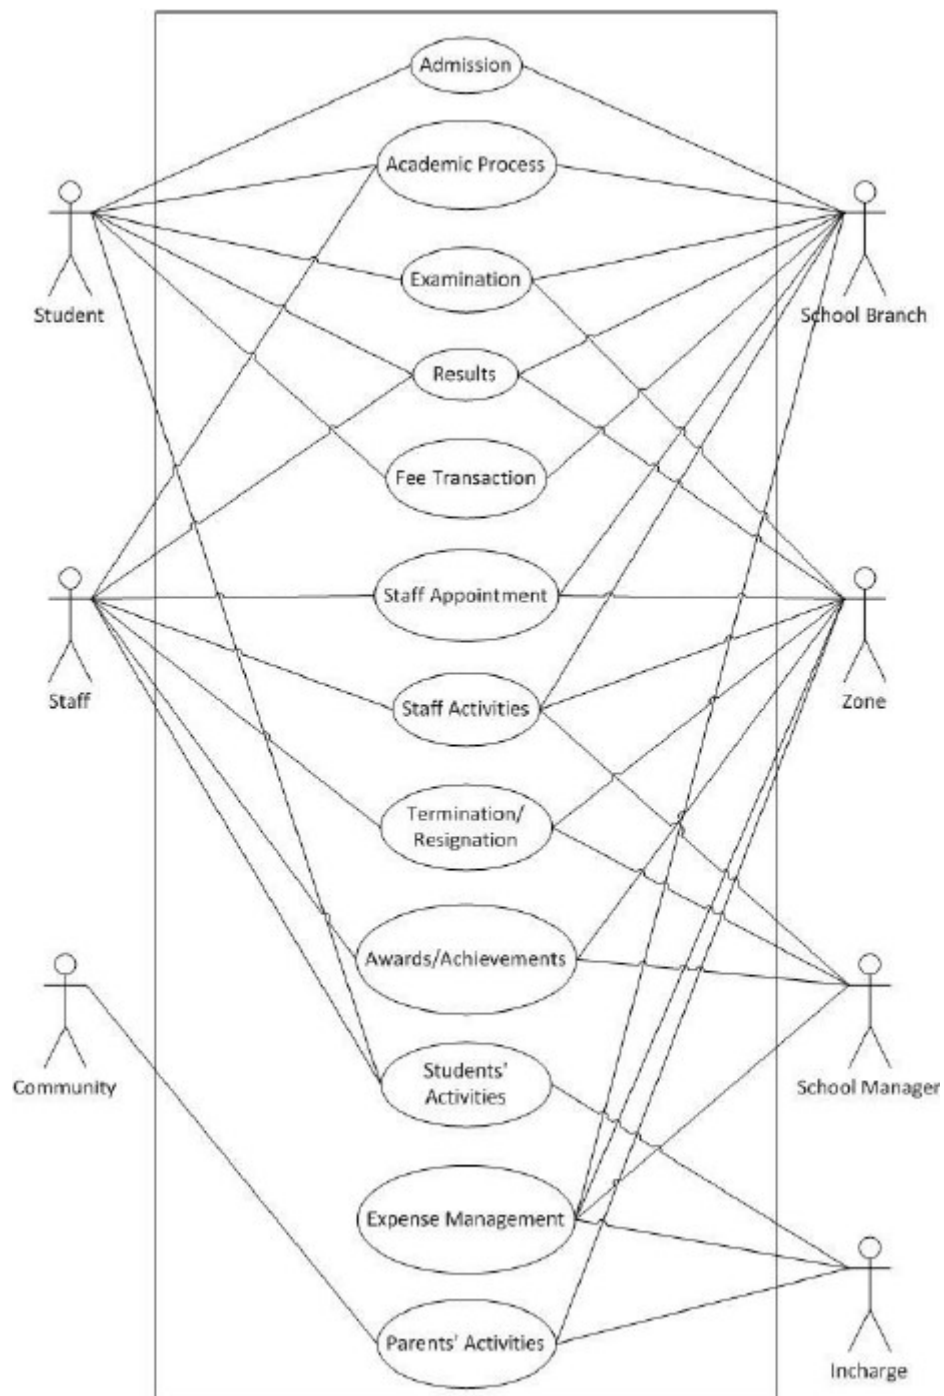 Admission
Academic Process
Student
Examination
School Branch
Results
Fee Transaction
Staff Appointment
Staff
Staff Activities
Zone
Termination/
Resignation
Awards/Achievements
Community
Students'
Activities
School Manager
Expense Management
Parents' Activities
Incharge